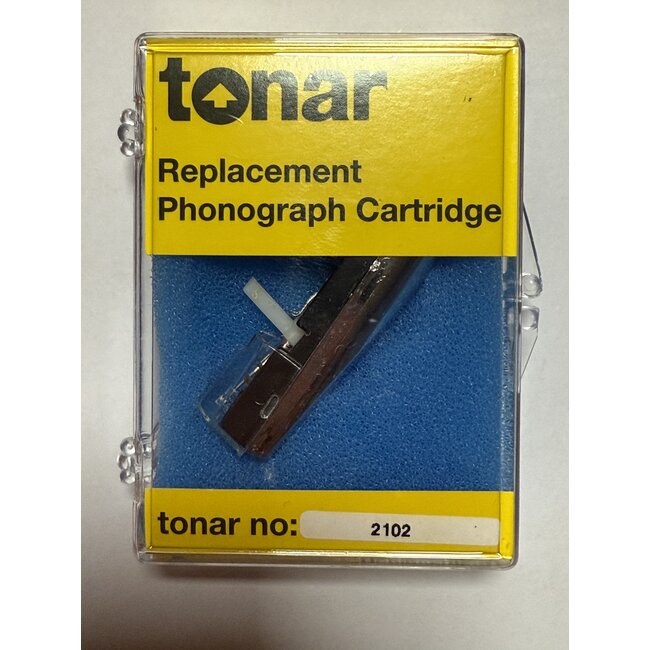 tonar
Replacement
Phonograph Cartridge
tonar no: 2102